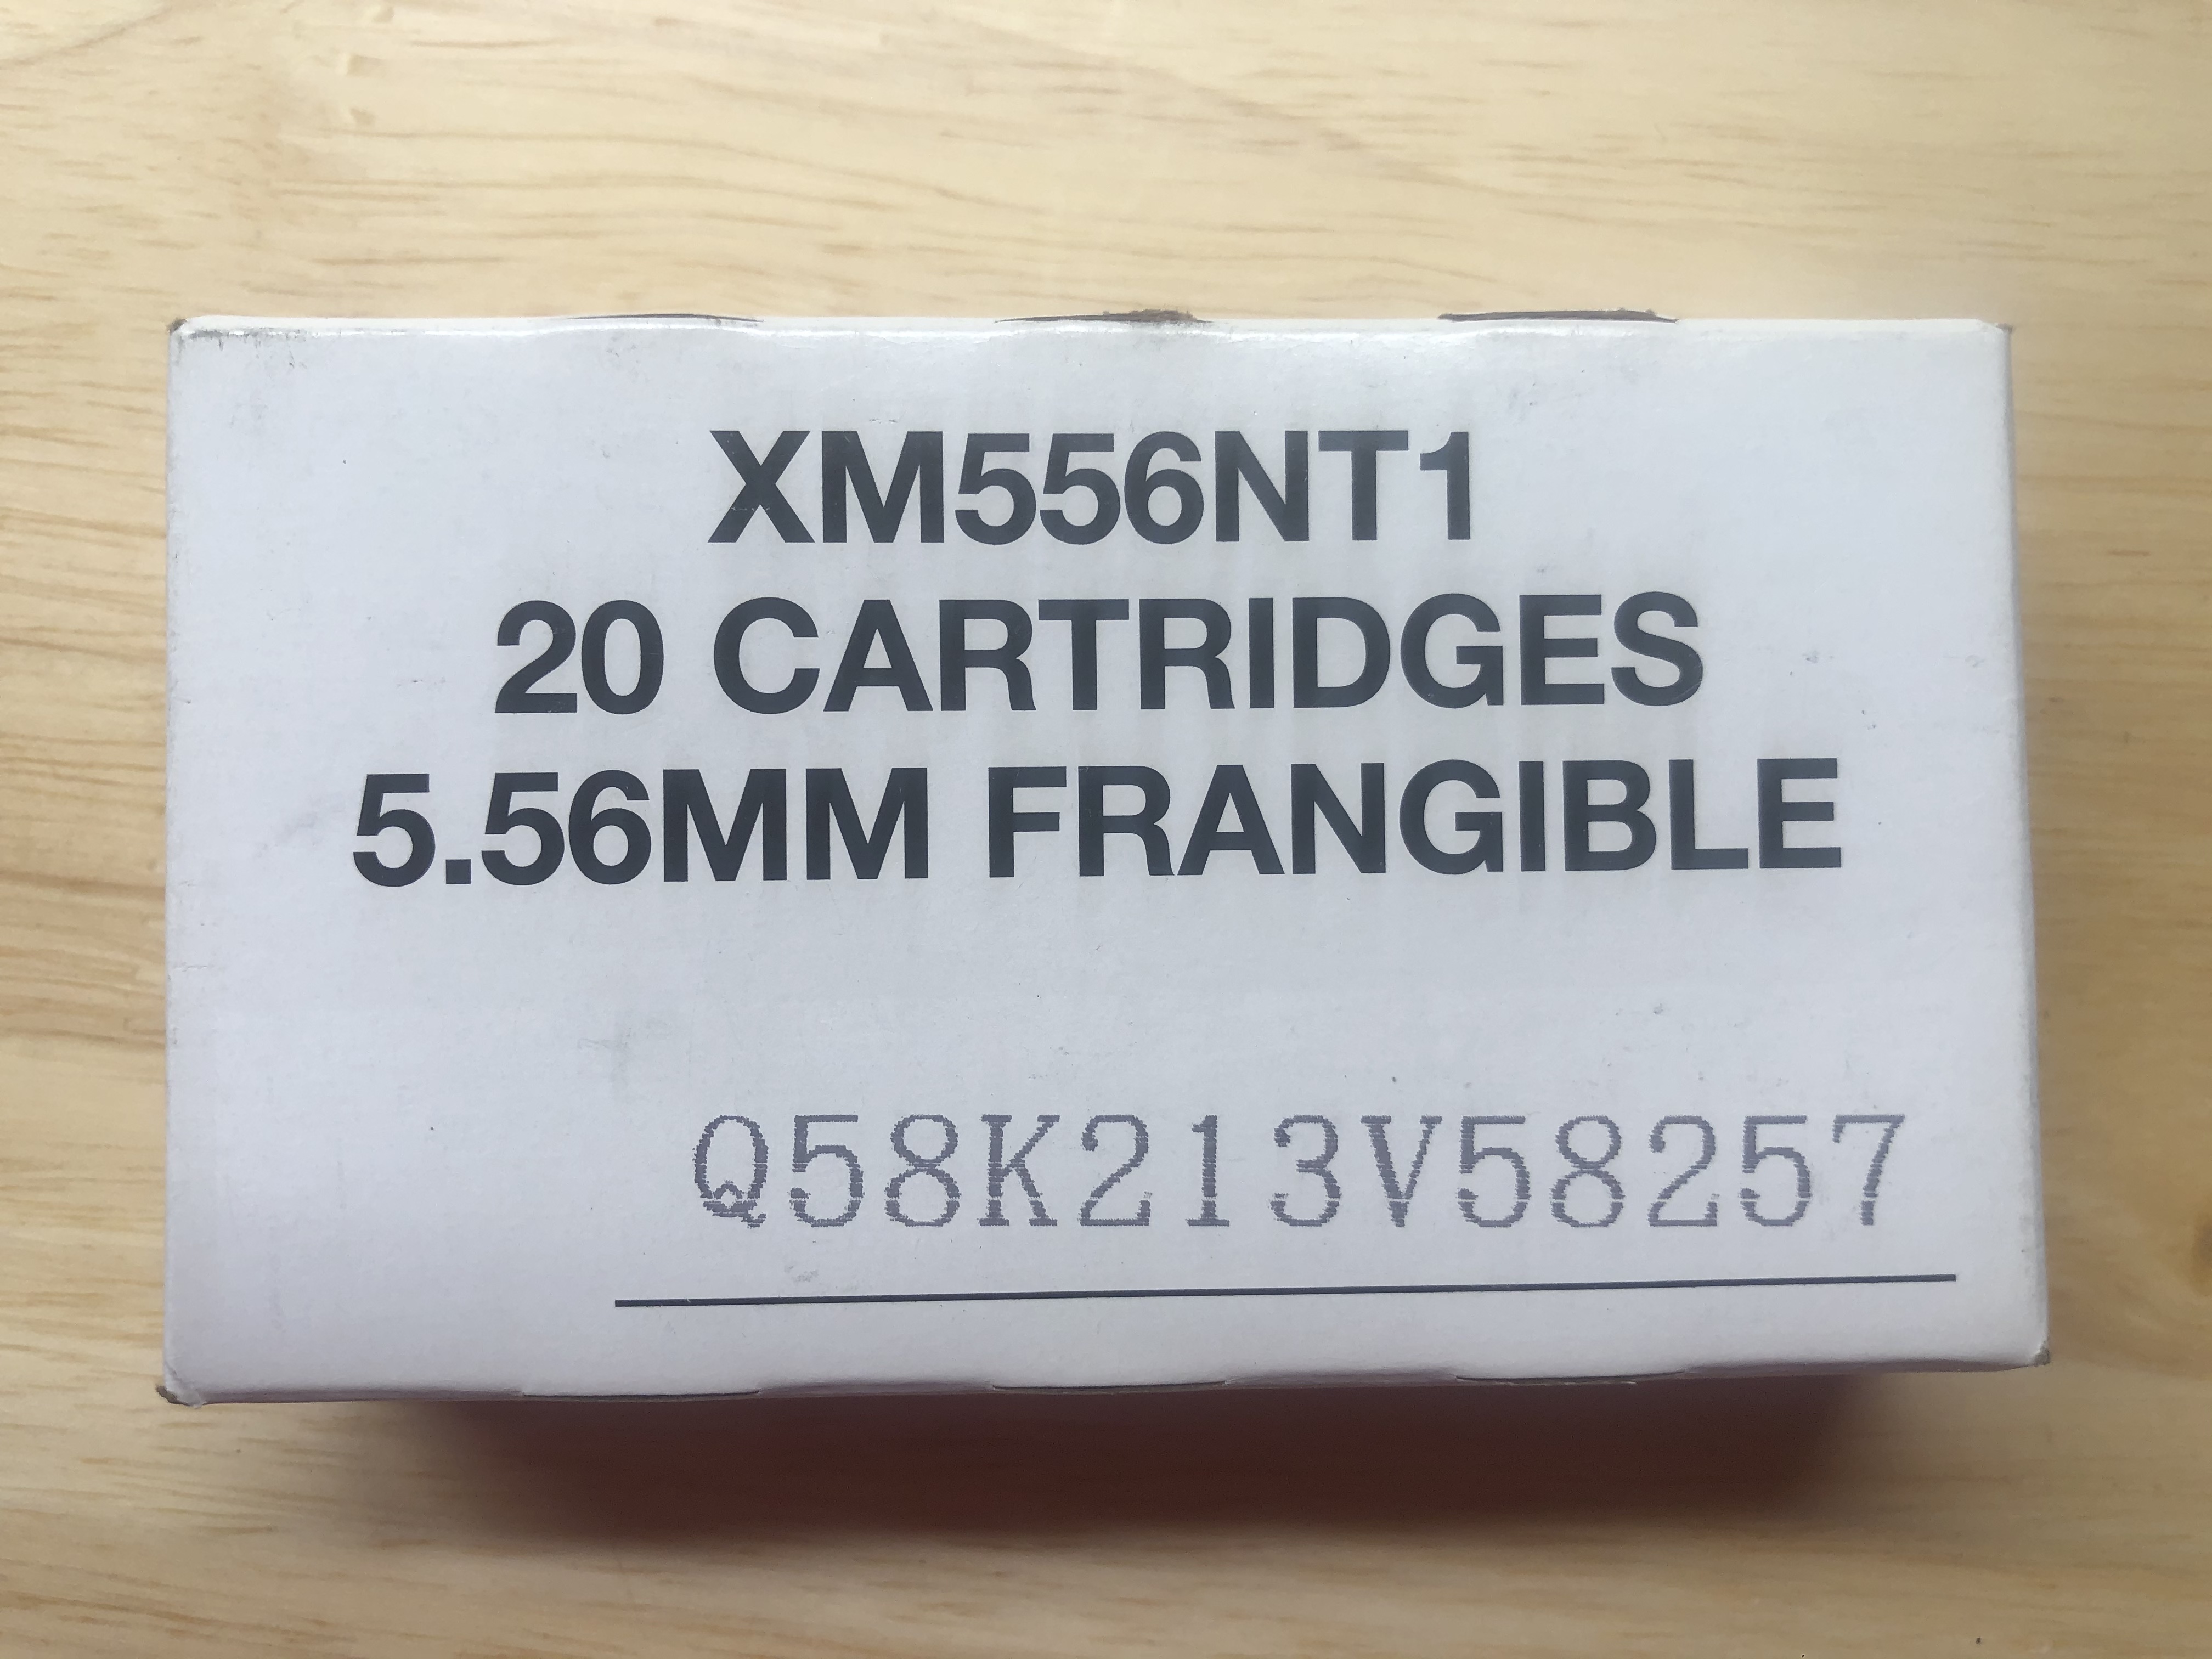 XM556NT1
20 CARTRIDGES
5.56MM FRANGIBLE
Q58K213V58257